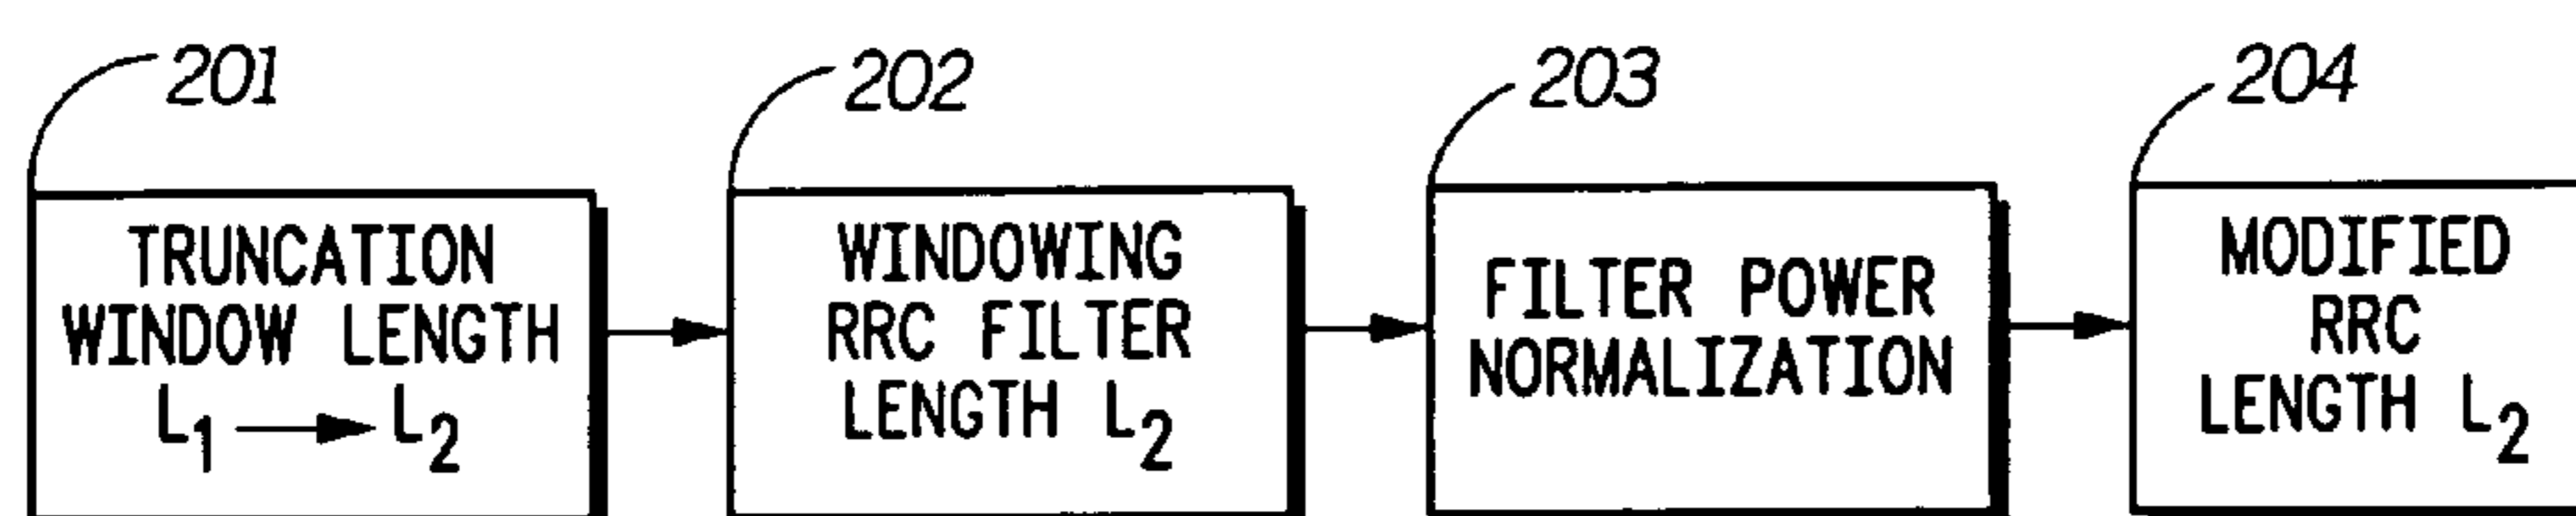 201
202
203
204
TRUNCATION
WINDOW LENGTH
L₁ → L₂
WINDOWING
RRC FILTER
LENGTH L₂
FILTER POWER
NORMALIZATION
MODIFIED
RRC
LENGTH L₂